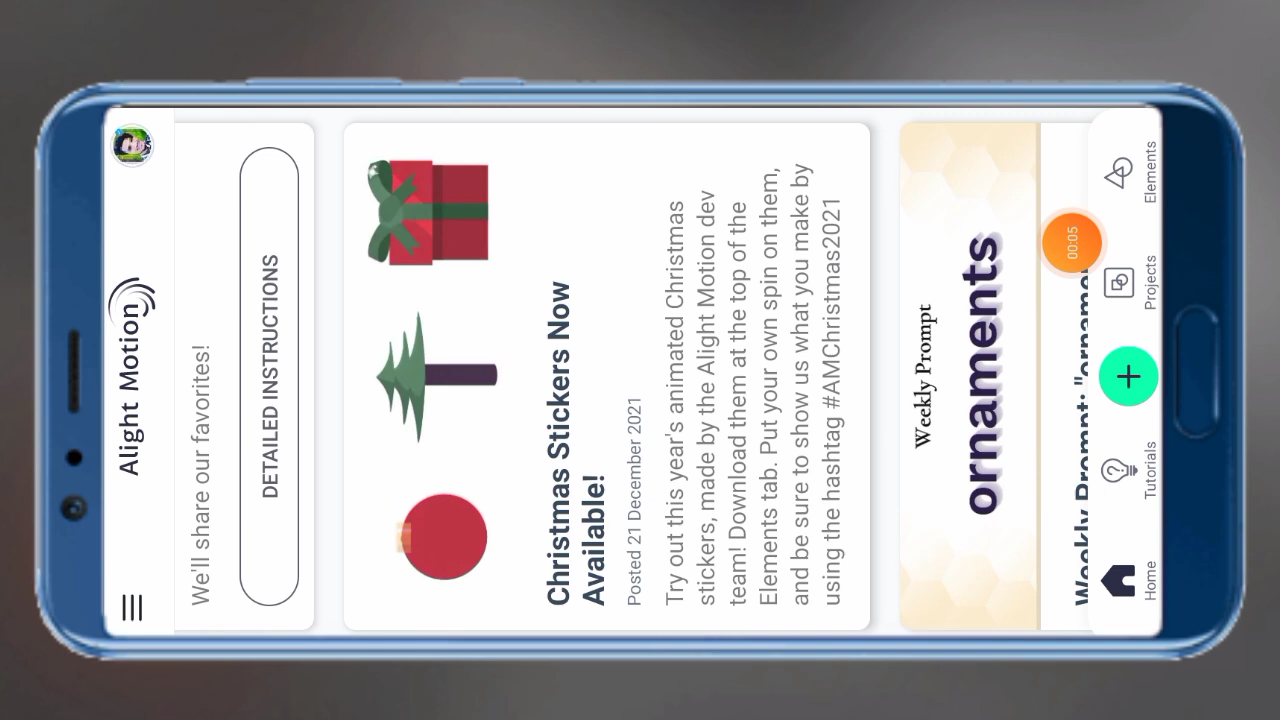 Alight Motion
We'll share our favorites!
DETAILED INSTRUCTIONS
Christmas Stickers Now
Available!
Posted 21 December 2021
Try out this year's animated Christmas
stickers, made by the Alight Motion dev
team! Download them at the top of the
Elements tab. Put your own spin on them,
and be sure to show us what you make by
using the hashtag #AMChristmas2021
Weekly Prompt
ornaments
00:05
Weekly Prompt: "orname
Home
Tutorials
Projects
Elements